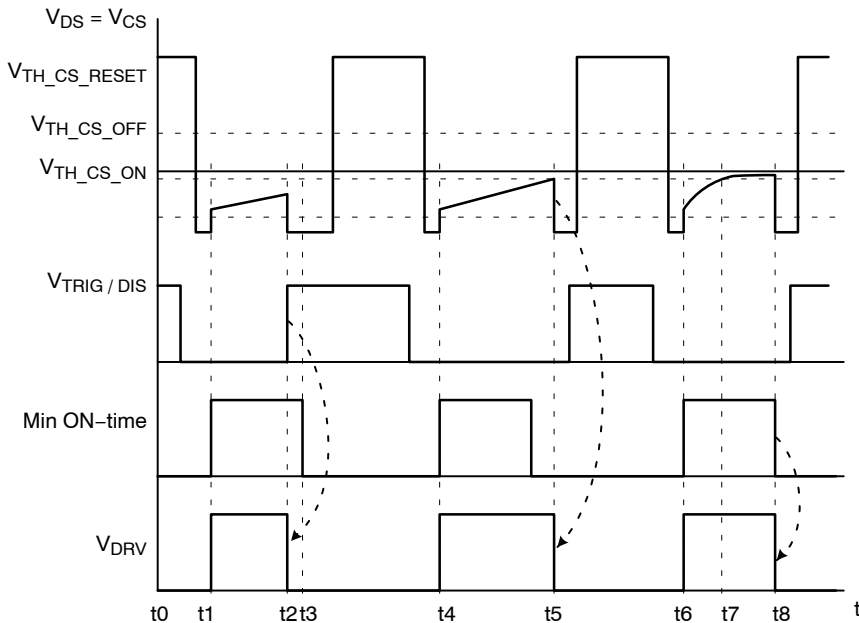 VDS = VCS
VTH_CS_RESET
VTH_CS_OFF
VTH_CS_ON
VTRIG / DIS
Min ON−time
VDRV
t0 t1 t2 t3 t4 t5 t6 t7 t8 t